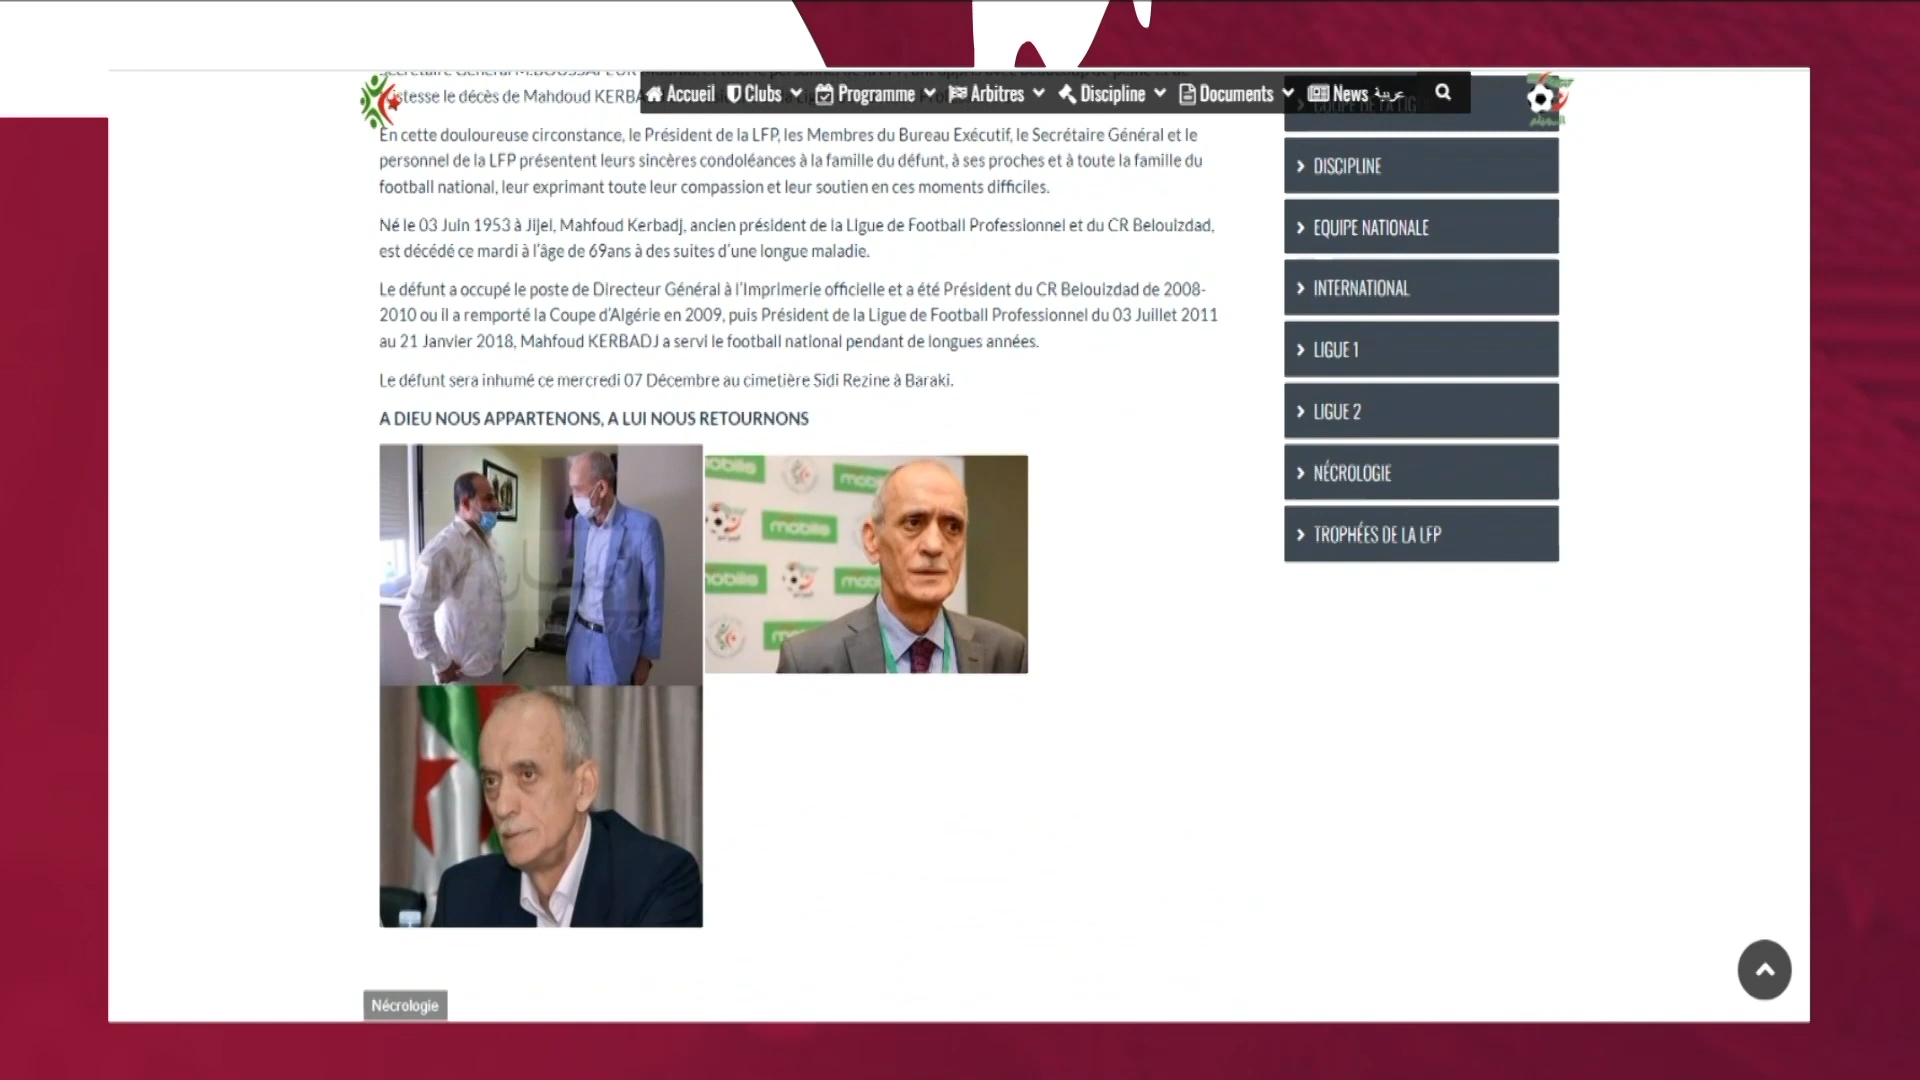 tristesse le décès de Mahdoud KERBA
Accueil Clubs Programme Arbitres Discipline Documents News عربية
En cette douloureuse circonstance, le Président de la LFP, les Membres du Bureau Exécutif, le Secrétaire Général et le
personnel de la LFP présentent leurs sincères condoléances à la famille du défunt, à ses proches et à toute la famille du
football national, leur exprimant toute leur compassion et leur soutien en ces moments difficiles.
Né le 03 Juin 1953 à Jijel, Mahfoud Kerbadj, ancien président de la Ligue de Football Professionnel et du CR Belouizdad,
est décédé ce mardi à l'âge de 69ans à des suites d'une longue maladie.
Le défunt a occupé le poste de Directeur Général à l'Imprimerie officielle et a été Président du CR Belouizdad de 2008-
2010 ou il a remporté la Coupe d'Algérie en 2009, puis Président de la Ligue de Football Professionnel du 03 Juillet 2011
au 21 Janvier 2018, Mahfoud KERBADJ a servi le football national pendant de longues années.
Le défunt sera inhumé ce mercredi 07 Décembre au cimetière Sidi Rezine à Baraki.
A DIEU NOUS APPARTENONS, A LUI NOUS RETOURNONS
mobilis
mobilis
Nécrologie
DISCIPLINE
EQUIPE NATIONALE
INTERNATIONAL
LIGUE 1
LIGUE 2
NÉCROLOGIE
TROPHÉES DE LA LFP